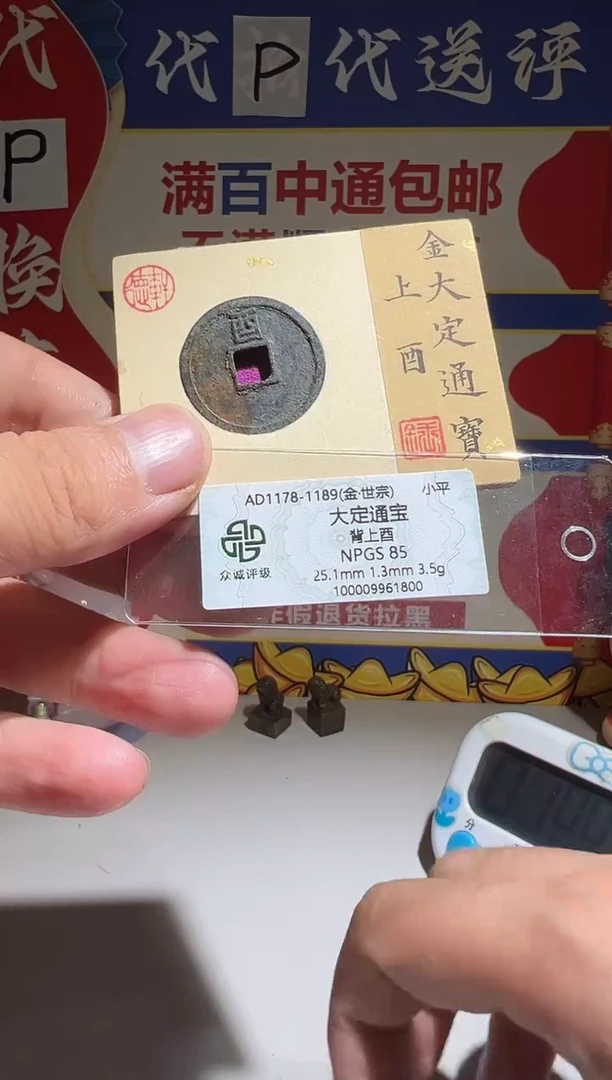 代P代送评
代
P
换
满百中通包邮
金大定通寶
上酉
酉
AD1178-1189(金·世宗) 小平
大定通宝
背上酉
NPGS 85
25.1mm 1.3mm 3.5g
100009961800
众诚评级
假退货拉黑
分